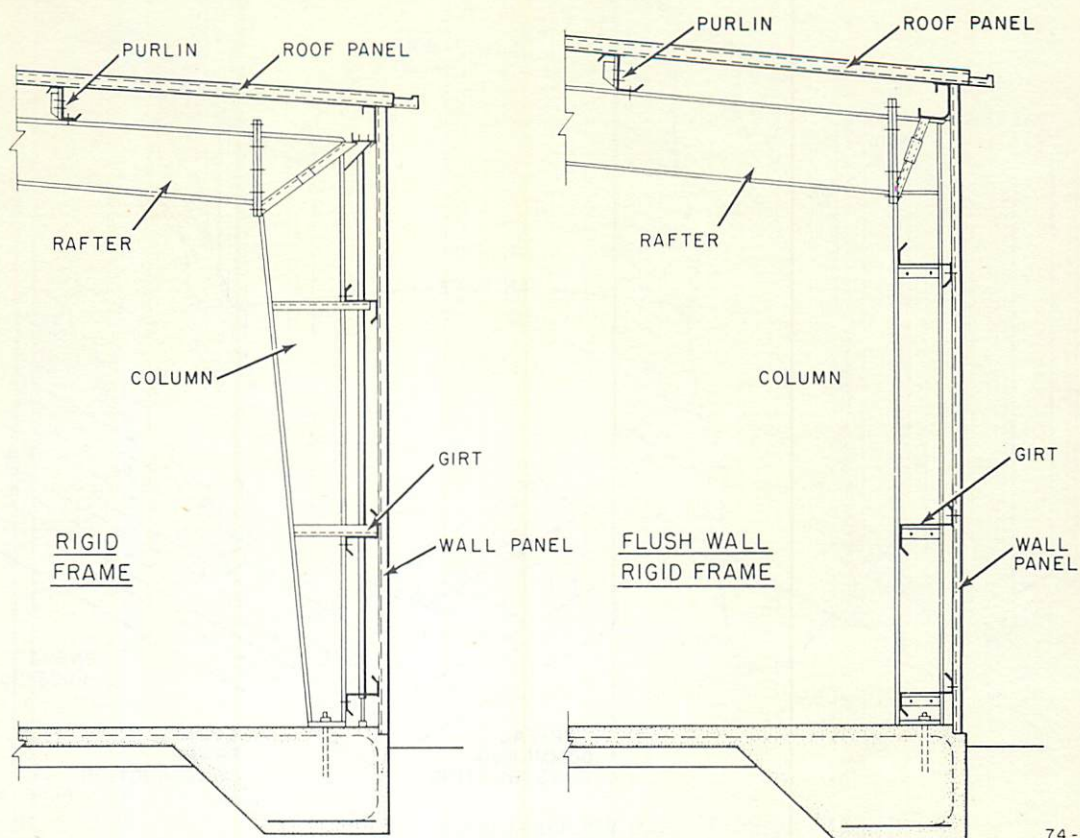 PURLIN
ROOF PANEL
RAFTER
COLUMN
GIRT
WALL PANEL
RIGID
FRAME
PURLIN
ROOF PANEL
RAFTER
COLUMN
GIRT
WALL
PANEL
FLUSH WALL
RIGID FRAME
74-